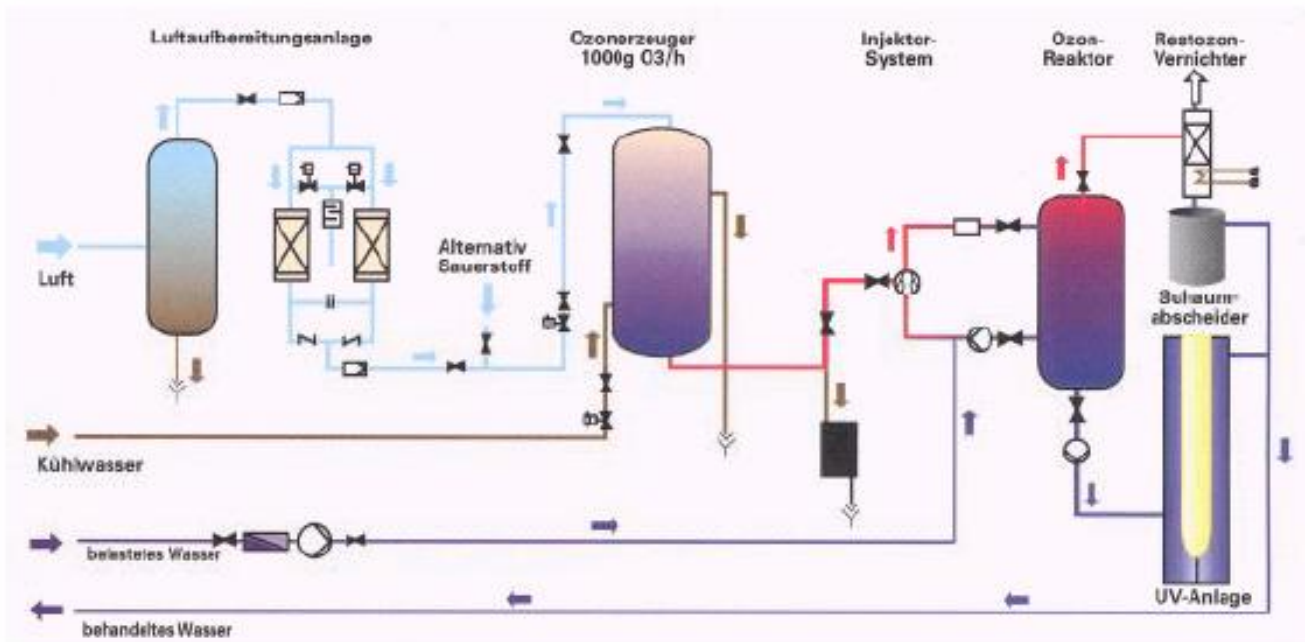 Luftaufbereitungsanlage
Ozonerzeuger
1000g O3/h
Injektor-
System
Ozon-
Reaktor
Restozon-
Vernichter
Alternativ
Sauerstoff
Luft
Schaum-
abscheider
Kühlwasser
belastetes Wasser
UV-Anlage
behandeltes Wasser